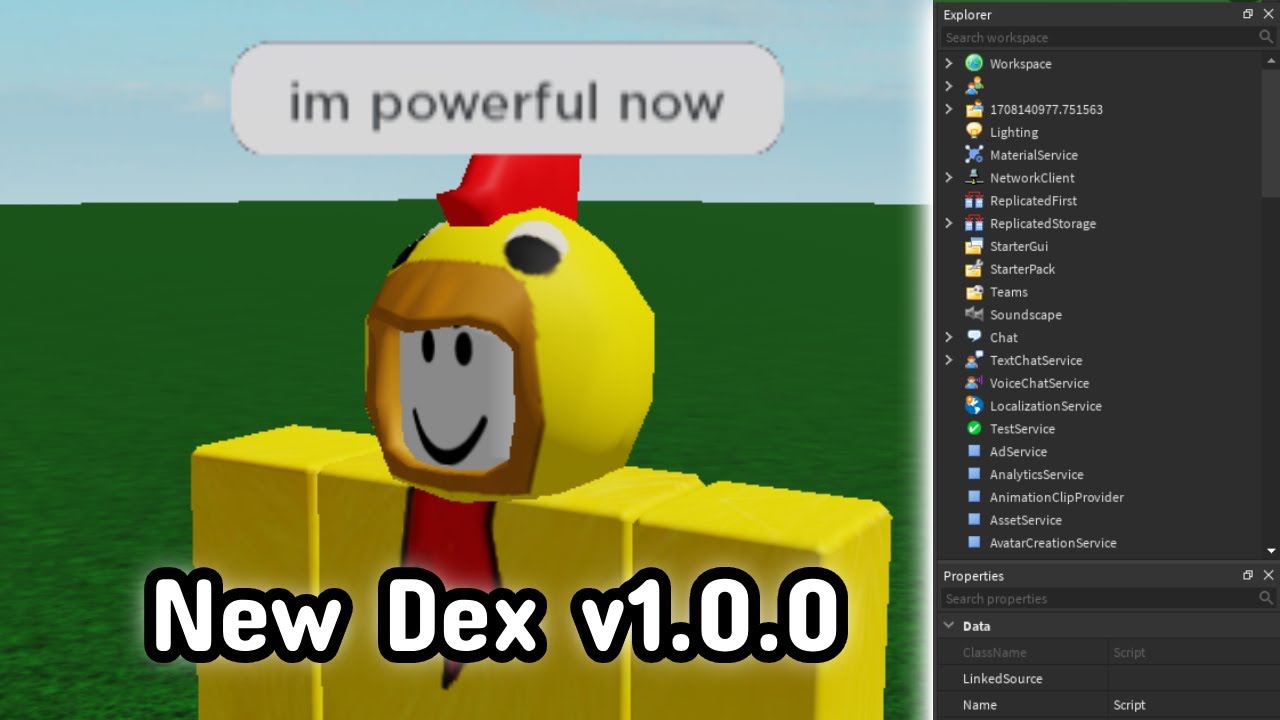 im powerful now
New Dex v1.0.0
Explorer
Search workspace
Workspace
1708140977.751563
Lighting
MaterialService
NetworkClient
ReplicatedFirst
ReplicatedStorage
StarterGui
StarterPack
Teams
Soundscape
Chat
TextChatService
VoiceChatService
LocalizationService
TestService
AdService
AnalyticsService
AnimationClipProvider
AssetService
AvatarCreationService
Properties
Search properties
Data
ClassName Script
LinkedSource
Name Script